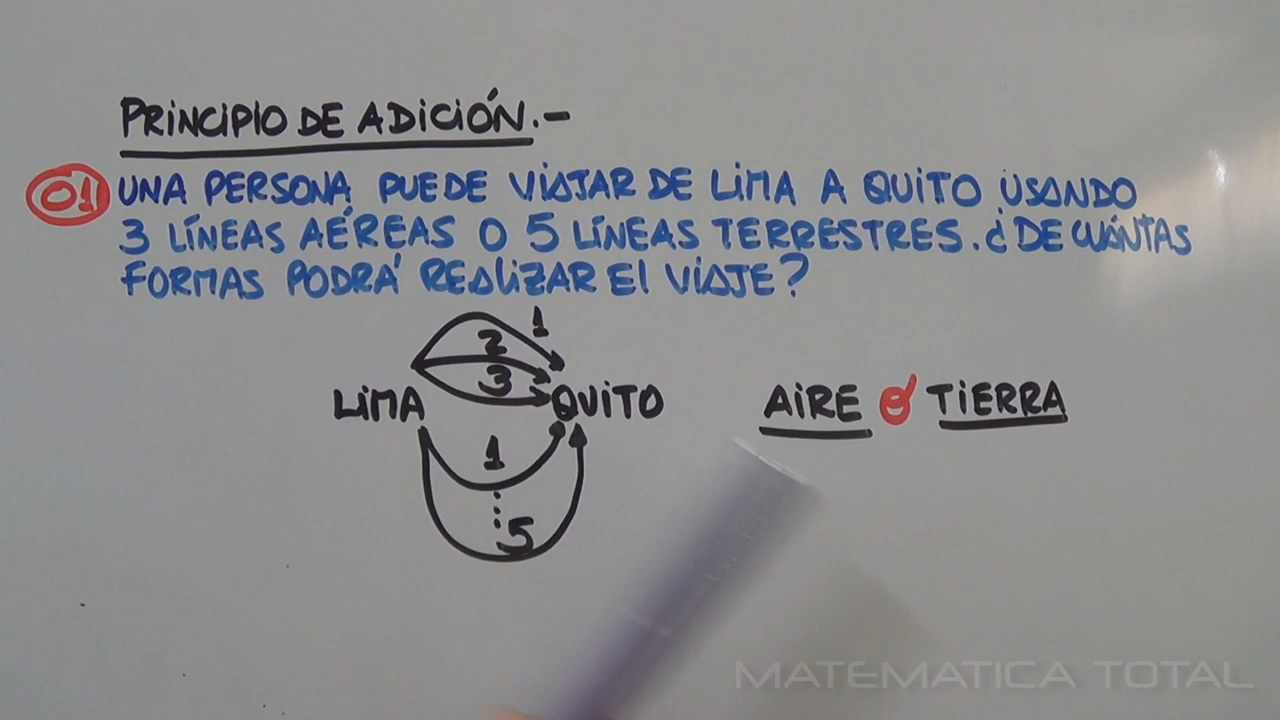 PRINCIPIO DE ADICIÓN.-
01 UNA PERSONA PUEDE VIAJAR DE LIMA A QUITO USANDO
3 LÍNEAS AÉREAS O 5 LÍNEAS TERRESTRES. ¿DE CUÁNTAS
FORMAS PODRÁ REALIZAR El VIAJE?
1
2
3
LIMA QUITO AIRE Ó TIERRA
1
5
MATEMATICA TOTAL